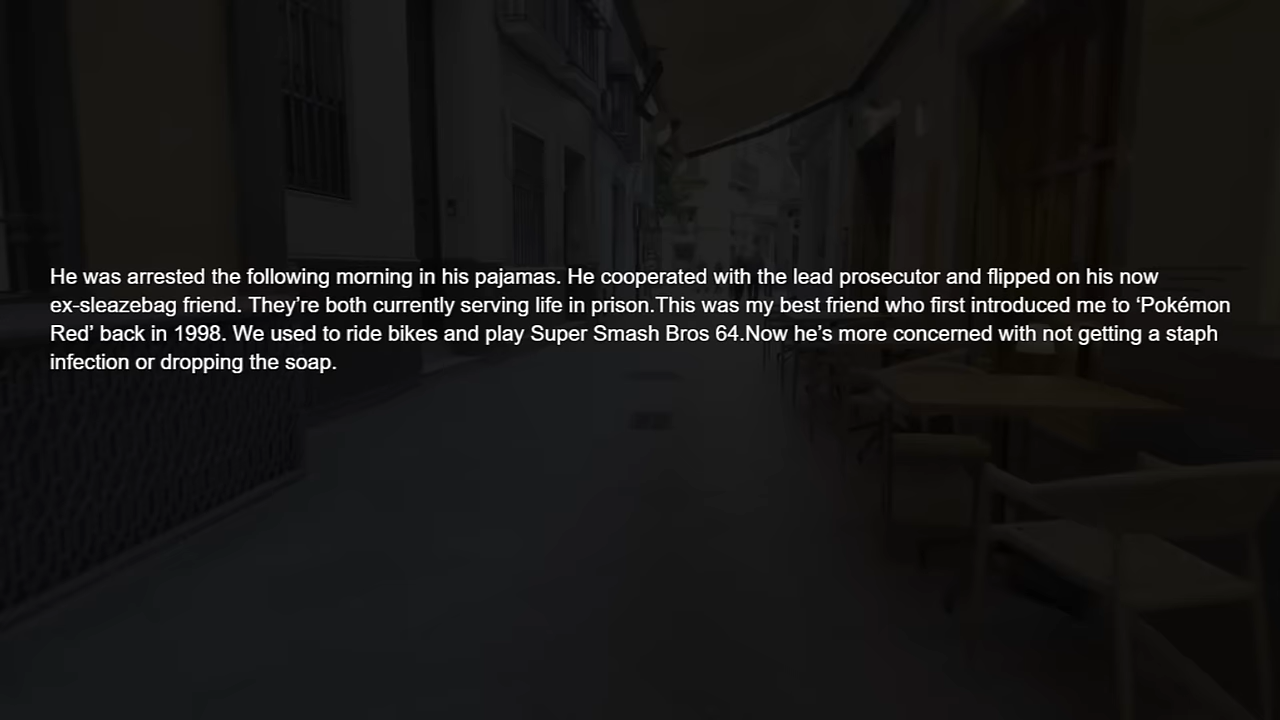 He was arrested the following morning in his pajamas. He cooperated with the lead prosecutor and flipped on his now
ex-sleazebag friend. They’re both currently serving life in prison.This was my best friend who first introduced me to ‘Pokémon
Red’ back in 1998. We used to ride bikes and play Super Smash Bros 64.Now he’s more concerned with not getting a staph
infection or dropping the soap.